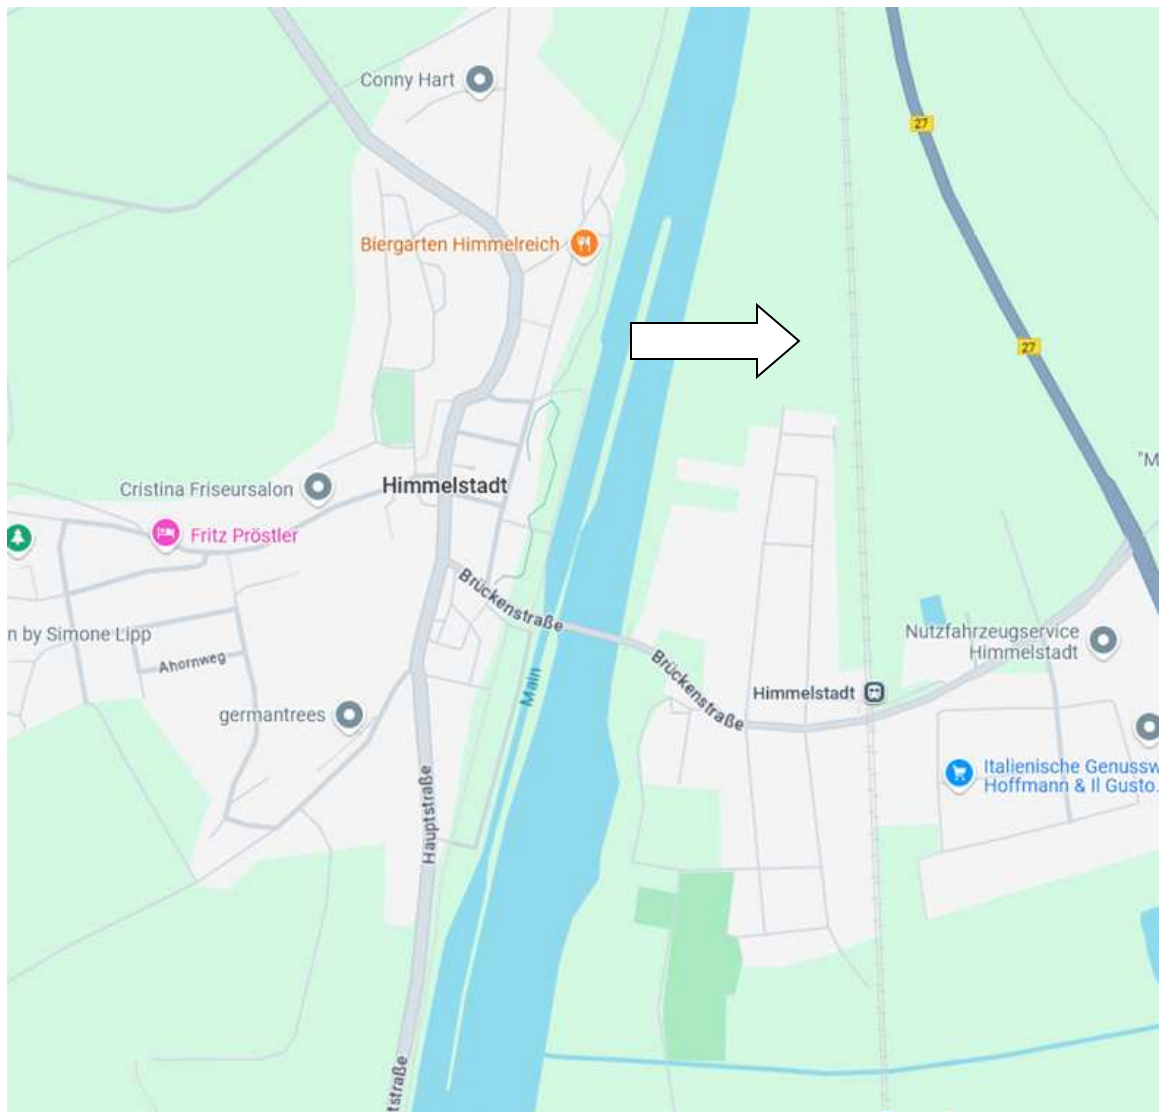 Conny Hart
27
Biergarten Himmelreich
27
"M
Cristina Friseursalon
Himmelstadt
Fritz Pröstler
Brückenstraße
n by Simone Lipp
Ahornweg
Nutzfahrzeugservice
Himmelstadt
Brückenstraße
Main
Himmelstadt
germantrees
Hauptstraße
Italienische Genussw
Hoffmann & Il Gusto.
tstraße